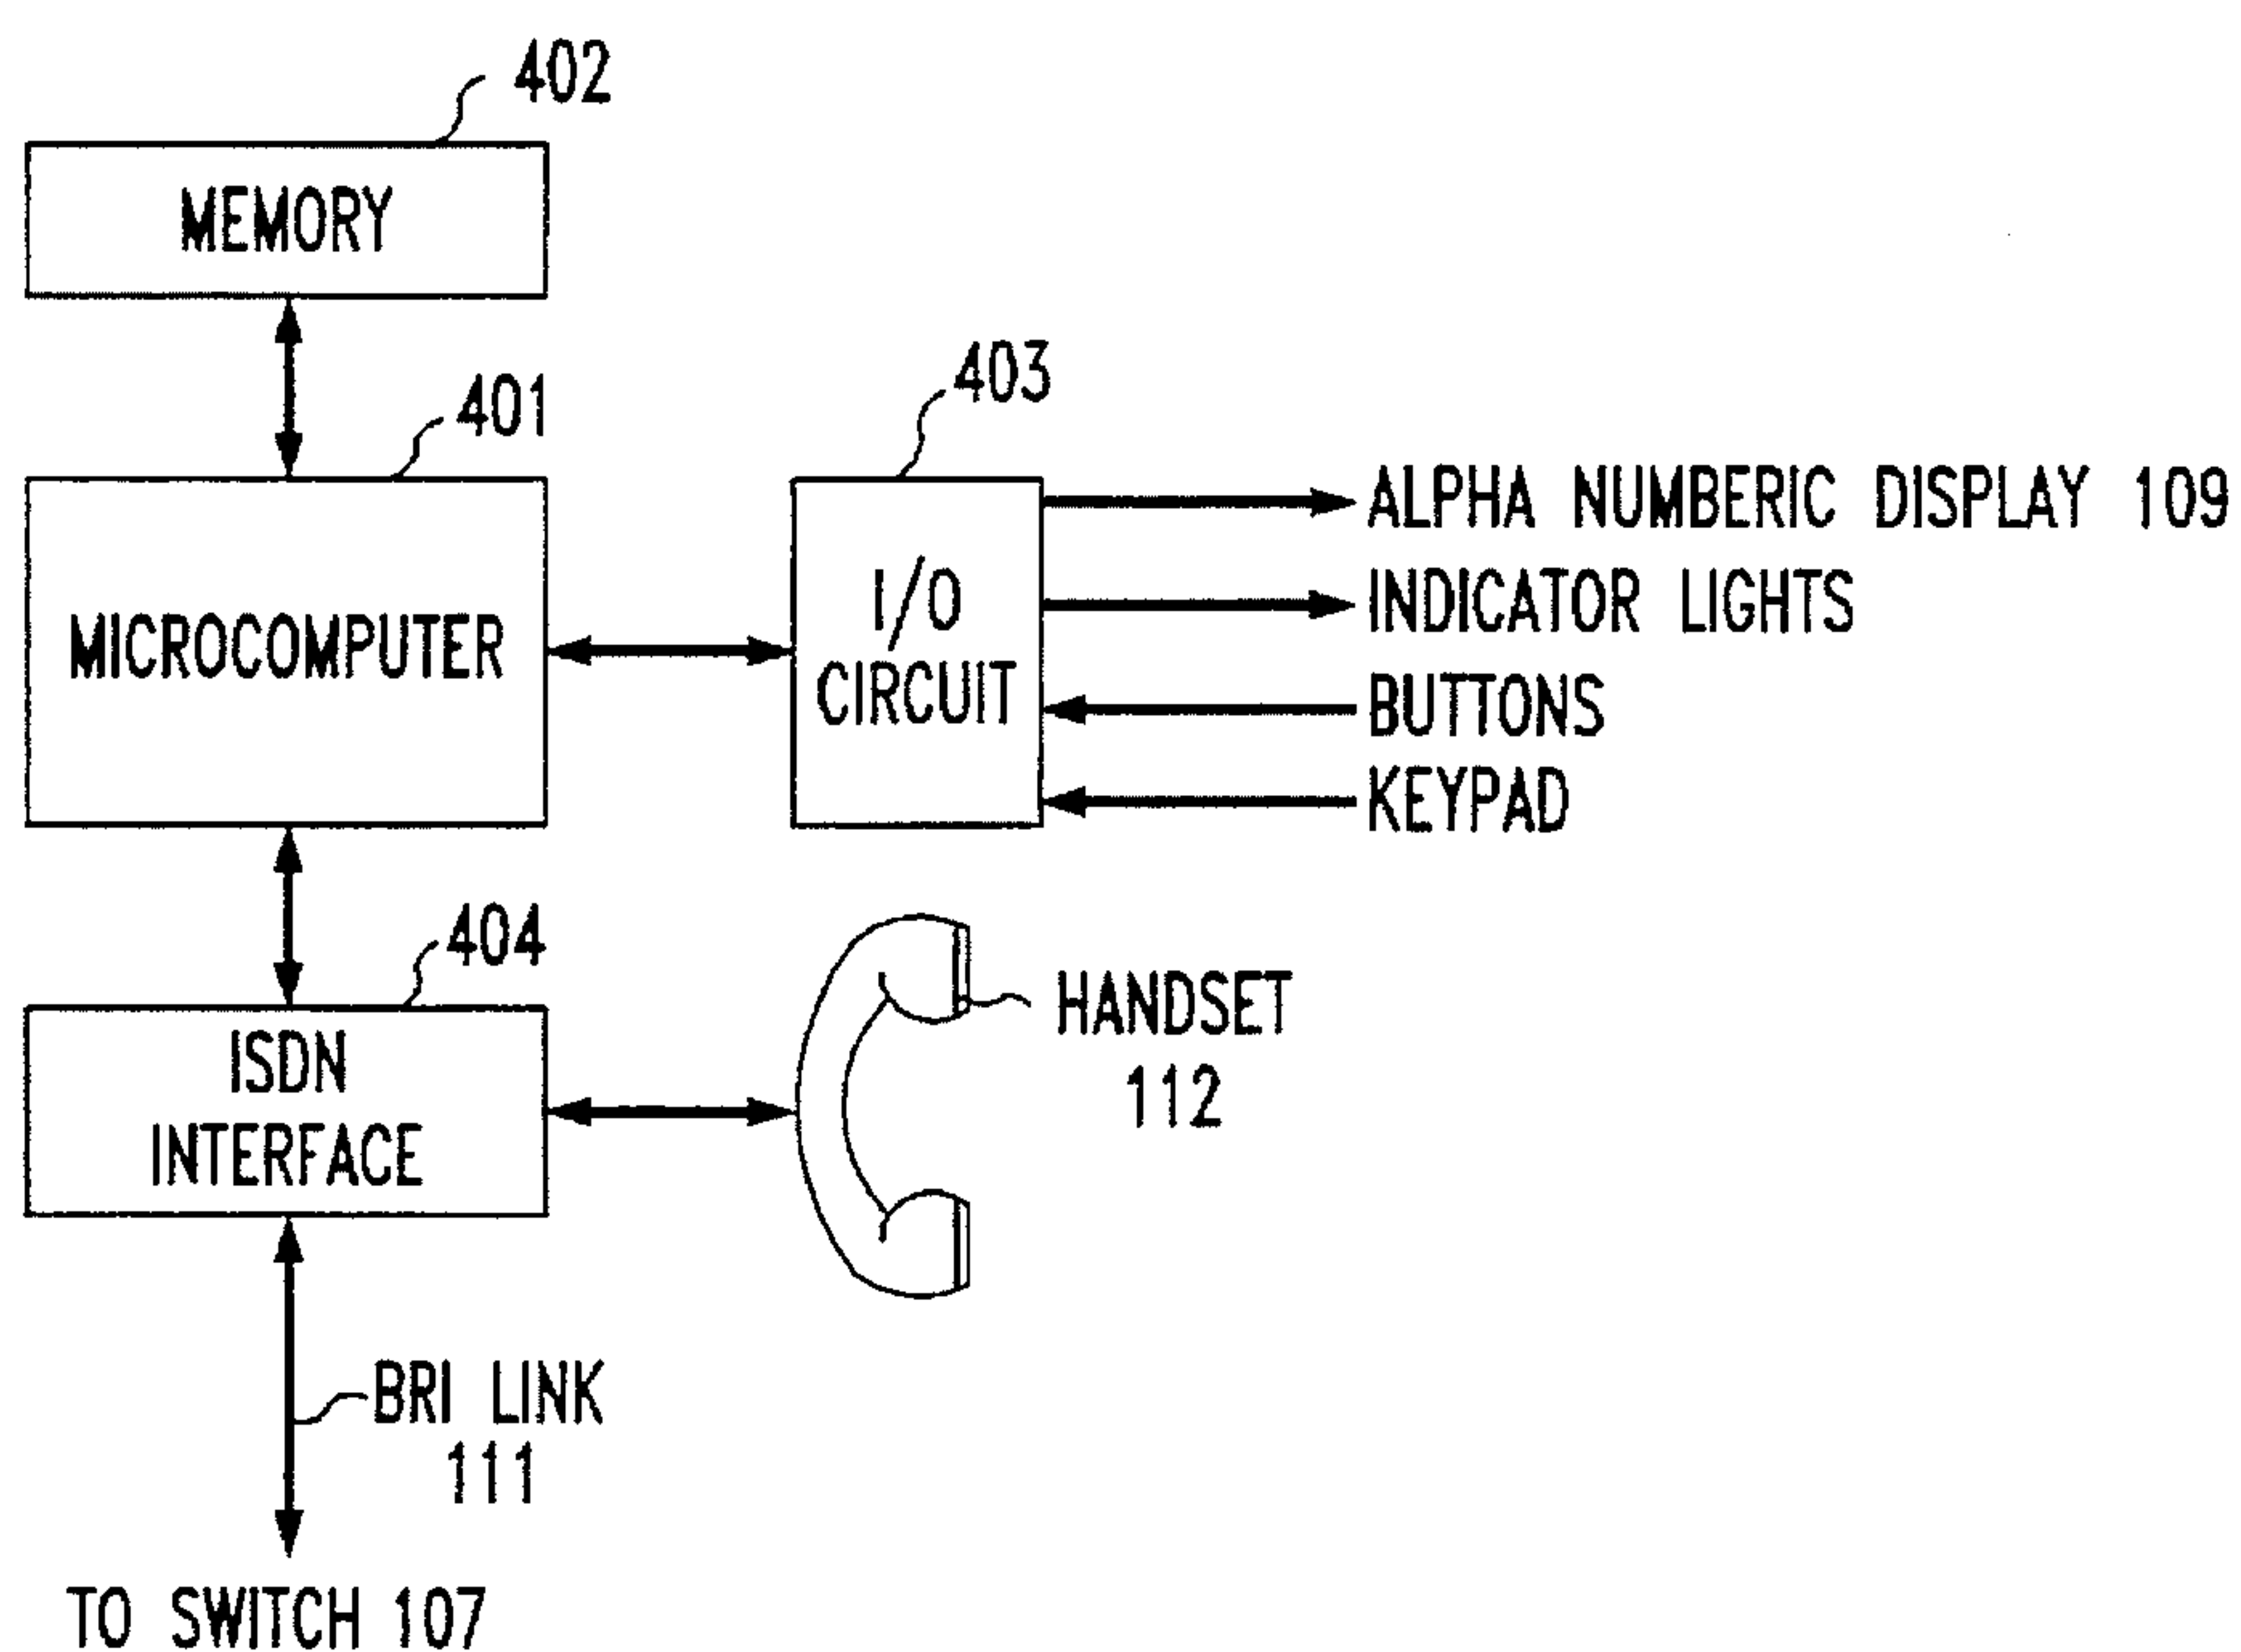 402
MEMORY
401
403
MICROCOMPUTER
I/O
CIRCUIT
ALPHA NUMBERIC DISPLAY 109
INDICATOR LIGHTS
BUTTONS
KEYPAD
404
ISDN
INTERFACE
HANDSET
112
BRI LINK
111
TO SWITCH 107